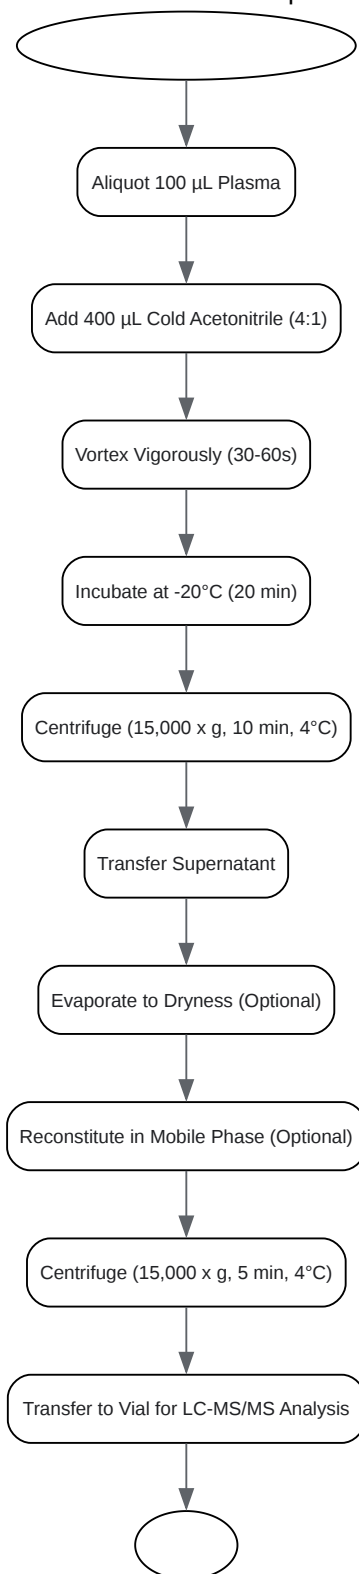 Aliquot 100 µL Plasma
Add 400 µL Cold Acetonitrile (4:1)
Vortex Vigorously (30-60s)
Incubate at -20°C (20 min)
Centrifuge (15,000 x g, 10 min, 4°C)
Transfer Supernatant
Evaporate to Dryness (Optional)
Reconstitute in Mobile Phase (Optional)
Centrifuge (15,000 x g, 5 min, 4°C)
Transfer to Vial for LC-MS/MS Analysis